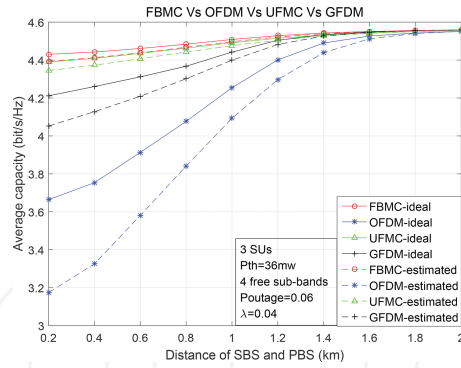 FBMC Vs OFDM Vs UFMC Vs GFDM
Average capacity (bit/s/Hz)
4.6
4.4
4.2
4
3.8
3.6
3.4
3.2
3
FBMC-ideal
OFDM-ideal
UFMC-ideal
GFDM-ideal
FBMC-estimated
OFDM-estimated
UFMC-estimated
GFDM-estimated
3 SUs
Pth=36mw
4 free sub-bands
Poutage=0.06
λ=0.04
0.2 0.4 0.6 0.8 1 1.2 1.4 1.6 1.8 2
Distance of SBS and PBS (km)